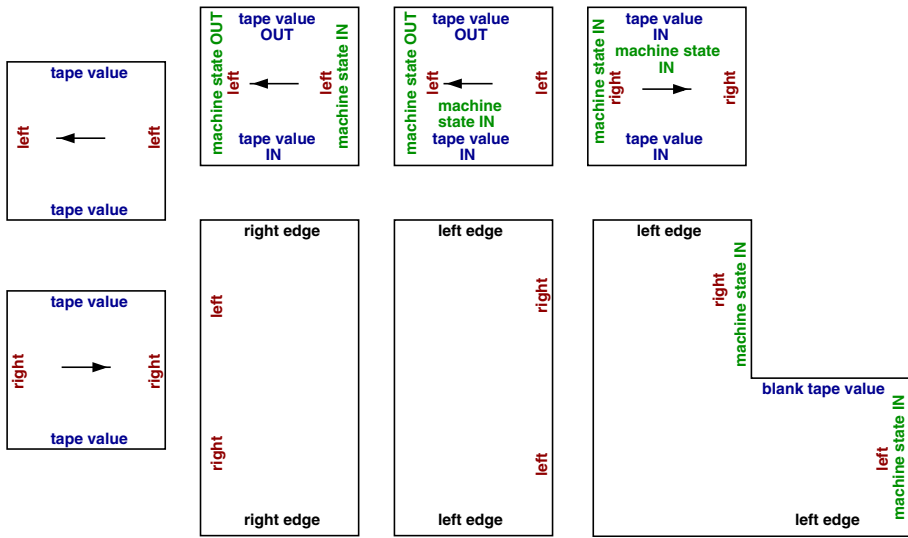 tape value
left
left
tape value
tape value
OUT
machine state OUT
left
left
machine state IN
tape value
IN
tape value
OUT
machine state OUT
left
left
machine
state IN
tape value
IN
tape value
IN
machine state
IN
machine state IN
right
right
tape value
IN
tape value
right
right
tape value
right edge
left
right
right edge
left edge
right
left
left edge
left edge
right
machine state IN
blank tape value
left
machine state IN
left edge